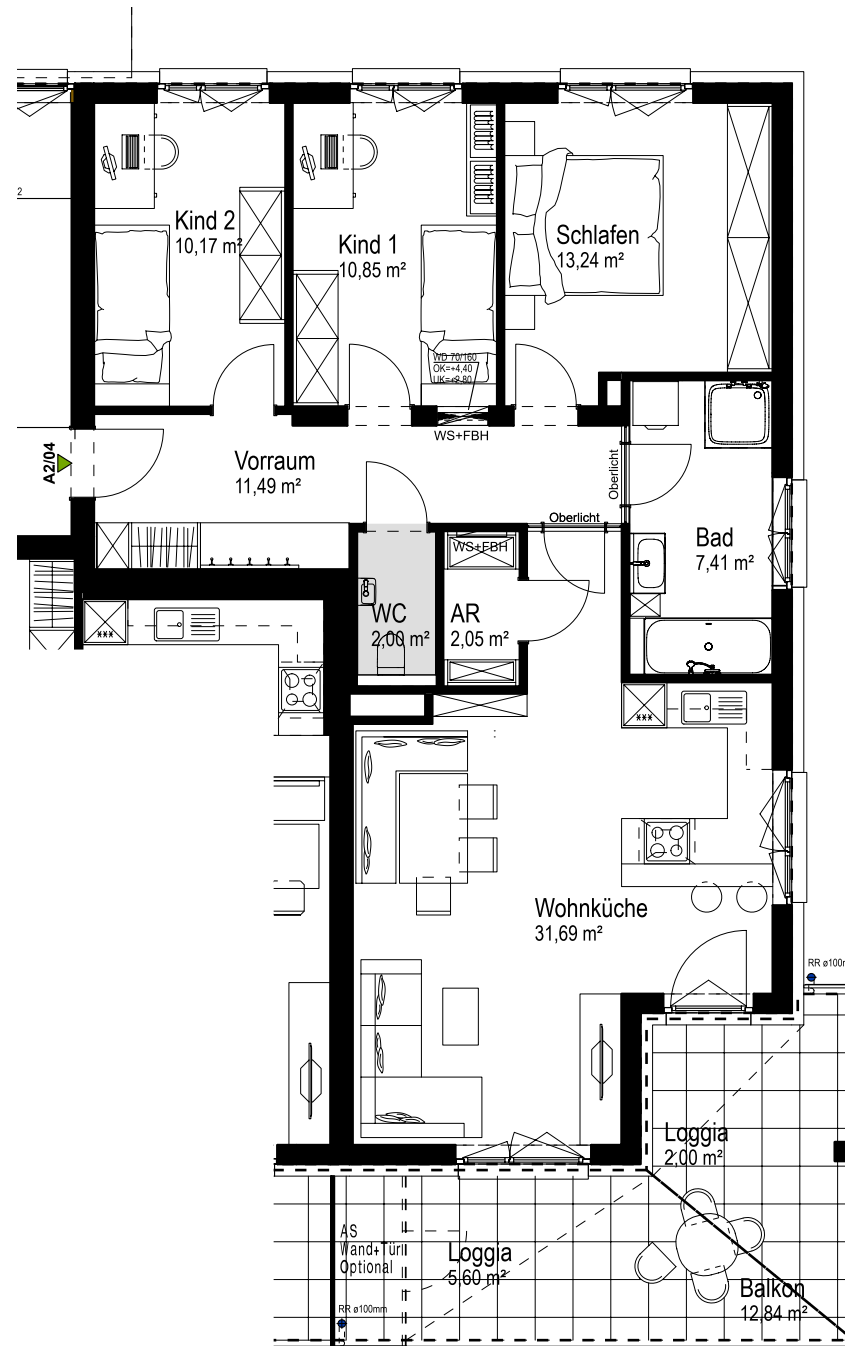 2
Kind 2
10,17 m²
Kind 1
10,85 m²
Schlafen
13,24 m²
WD 70/160
OK=+4,40
WS+FBH
A2/04
Vorraum
11,49 m²
Oberlicht
Oberlicht
WS+FBH
Bad
7,41 m²
WC
2,00 m²
AR
2,05 m²
***
***
***
Wohnküche
31,69 m²
RR ø100m
Loggia
2,00 m²
AS
Wand+Tür
Optional
Loggia
5,60 m²
Balkon
12,84 m²
RR ø100mm